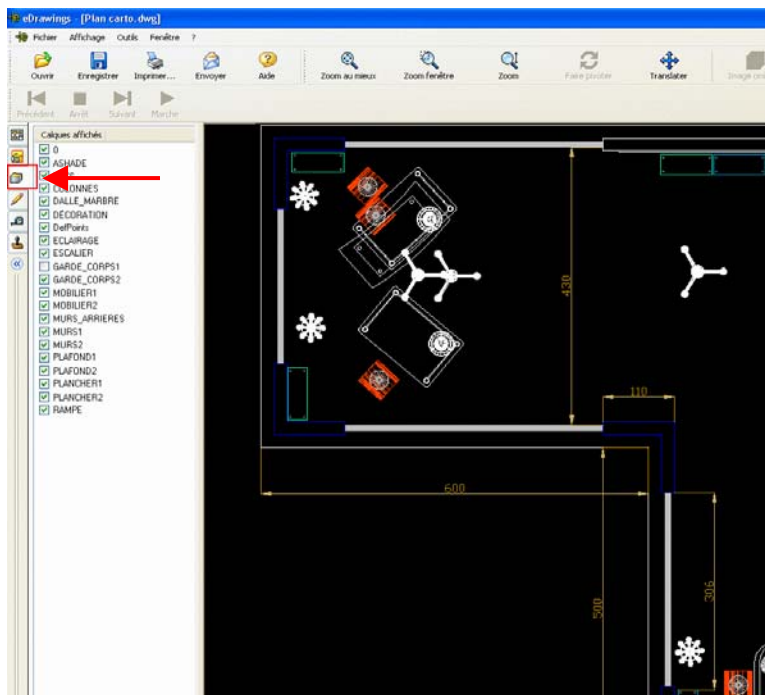 eDrawings - [Plan carto.dwg]
Fichier Affichage Outils Fenêtre ?
Ouvrir Enregistrer Imprimer... Envoyer Aide Zoom au mieux Zoom fenêtre Zoom Faire pivoter Translater
Précédent Arrêt Suivant Marche
Calques affichés
0
ASHADE
COLONNES
DALLE_MARBRE
DECORATION
DefPoints
ECLAIRAGE
ESCALIER
GARDE_CORPS1
GARDE_CORPS2
MOBILIER1
MOBILIER2
MURS_ARRIERES
MURS1
MURS2
PLAFOND1
PLAFOND2
PLANCHER1
PLANCHER2
RAMPE
430
110
600
306
500